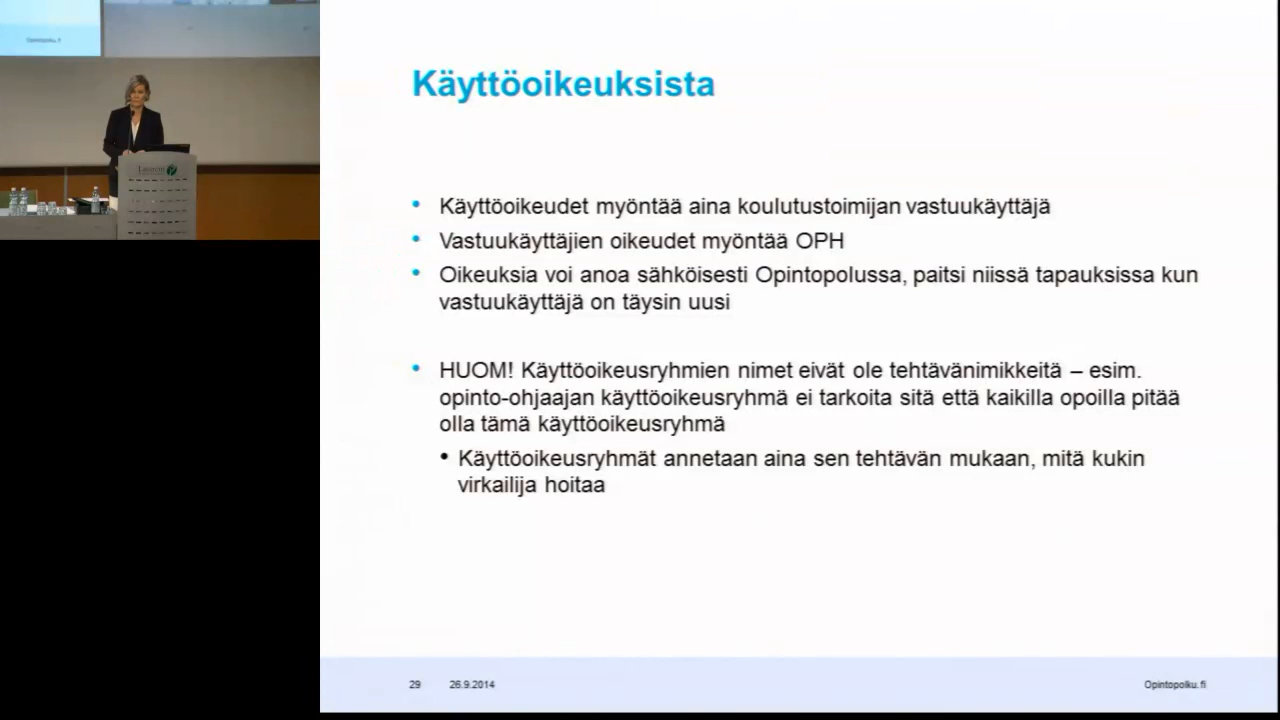 Opintopolku.fi
Laurea
Käyttöoikeuksista
• Käyttöoikeudet myöntää aina koulutustoimijan vastuukäyttäjä
• Vastuukäyttäjien oikeudet myöntää OPH
• Oikeuksia voi anoa sähköisesti Opintopolussa, paitsi niissä tapauksissa kun
vastuukäyttäjä on täysin uusi
• HUOM! Käyttöoikeusryhmien nimet eivät ole tehtävänimikkeitä – esim.
opinto-ohjaajan käyttöoikeusryhmä ei tarkoita sitä että kaikilla opoilla pitää
olla tämä käyttöoikeusryhmä
• Käyttöoikeusryhmät annetaan aina sen tehtävän mukaan, mitä kukin
virkailija hoitaa
29 26.9.2014 Opintopolku.fi